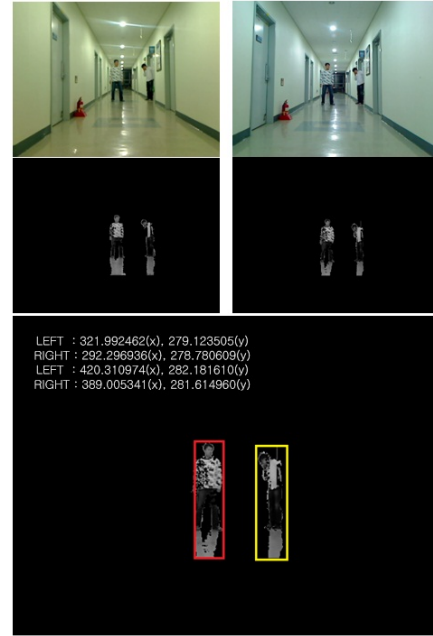 LEFT : 321.992462(x), 279.123505(y)
RIGHT : 292.296936(x), 278.780609(y)
LEFT : 420.310974(x), 282.181610(y)
RIGHT : 389.005341(x), 281.614960(y)